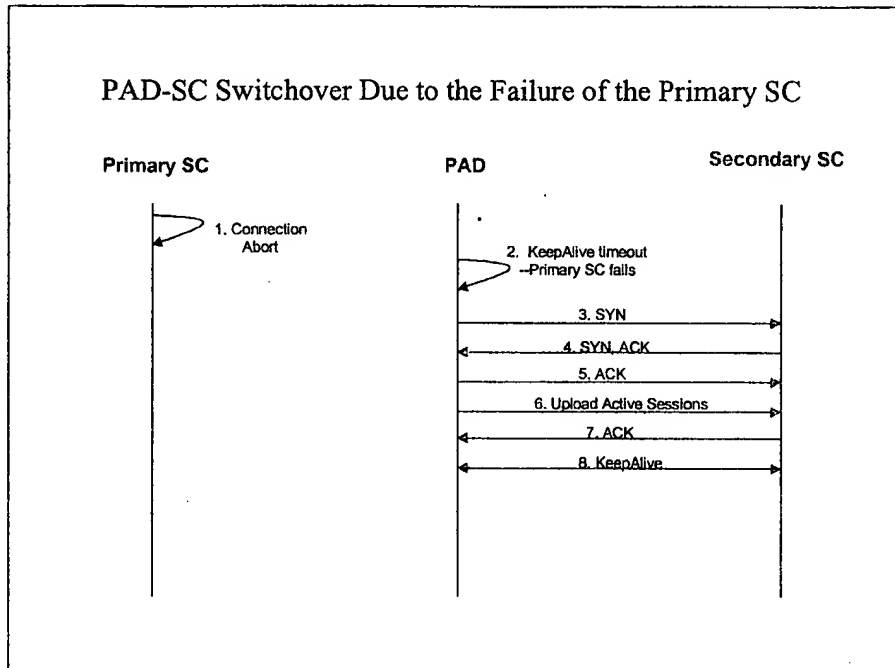 PAD-SC Switchover Due to the Failure of the Primary SC
Primary SC
PAD
Secondary SC
1. Connection
Abort
2. KeepAlive timeout
--Primary SC fails
3. SYN
4. SYN, ACK
5. ACK
6. Upload Active Sessions
7. ACK
8. KeepAlive